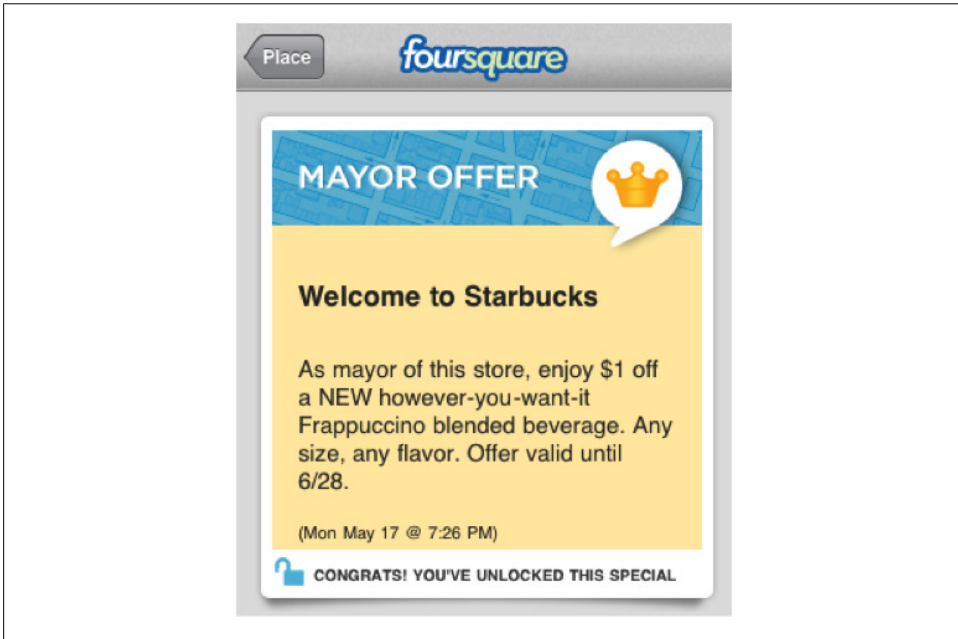 Place
foursquare
MAYOR OFFER
Welcome to Starbucks
As mayor of this store, enjoy $1 off
a NEW however-you-want-it
Frappuccino blended beverage. Any
size, any flavor. Offer valid until
6/28.
(Mon May 17 @ 7:26 PM)
CONGRATS! YOU'VE UNLOCKED THIS SPECIAL